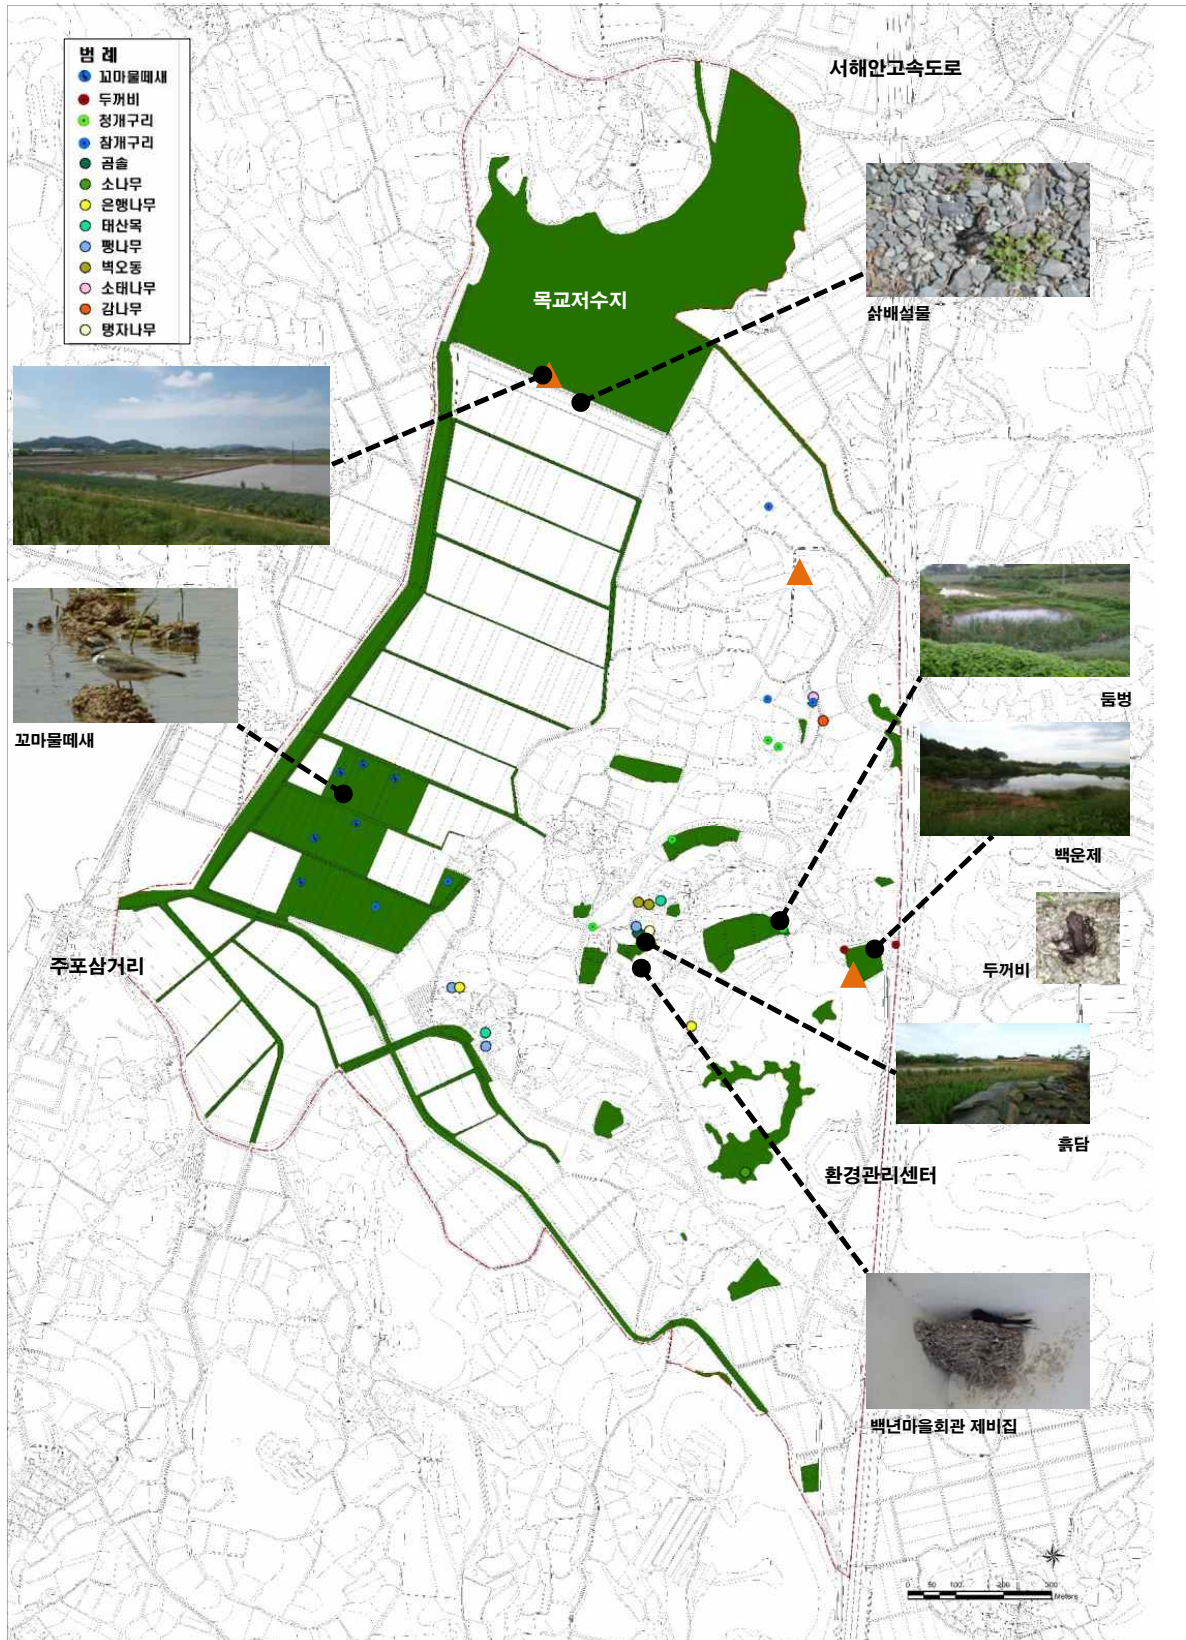 서해안고속도로
범 례
꼬마물떼새
두꺼비
청개구리
참개구리
곰솔
소나무
은행나무
태산목
팽나무
벽오동
소태나무
감나무
탱자나무
목교저수지
삵배설물
둠벙
꼬마물떼새
백운제
주포삼거리
두꺼비
흙담
환경관리센터
백년마을회관 제비집
0 50 100 200 300
Meters